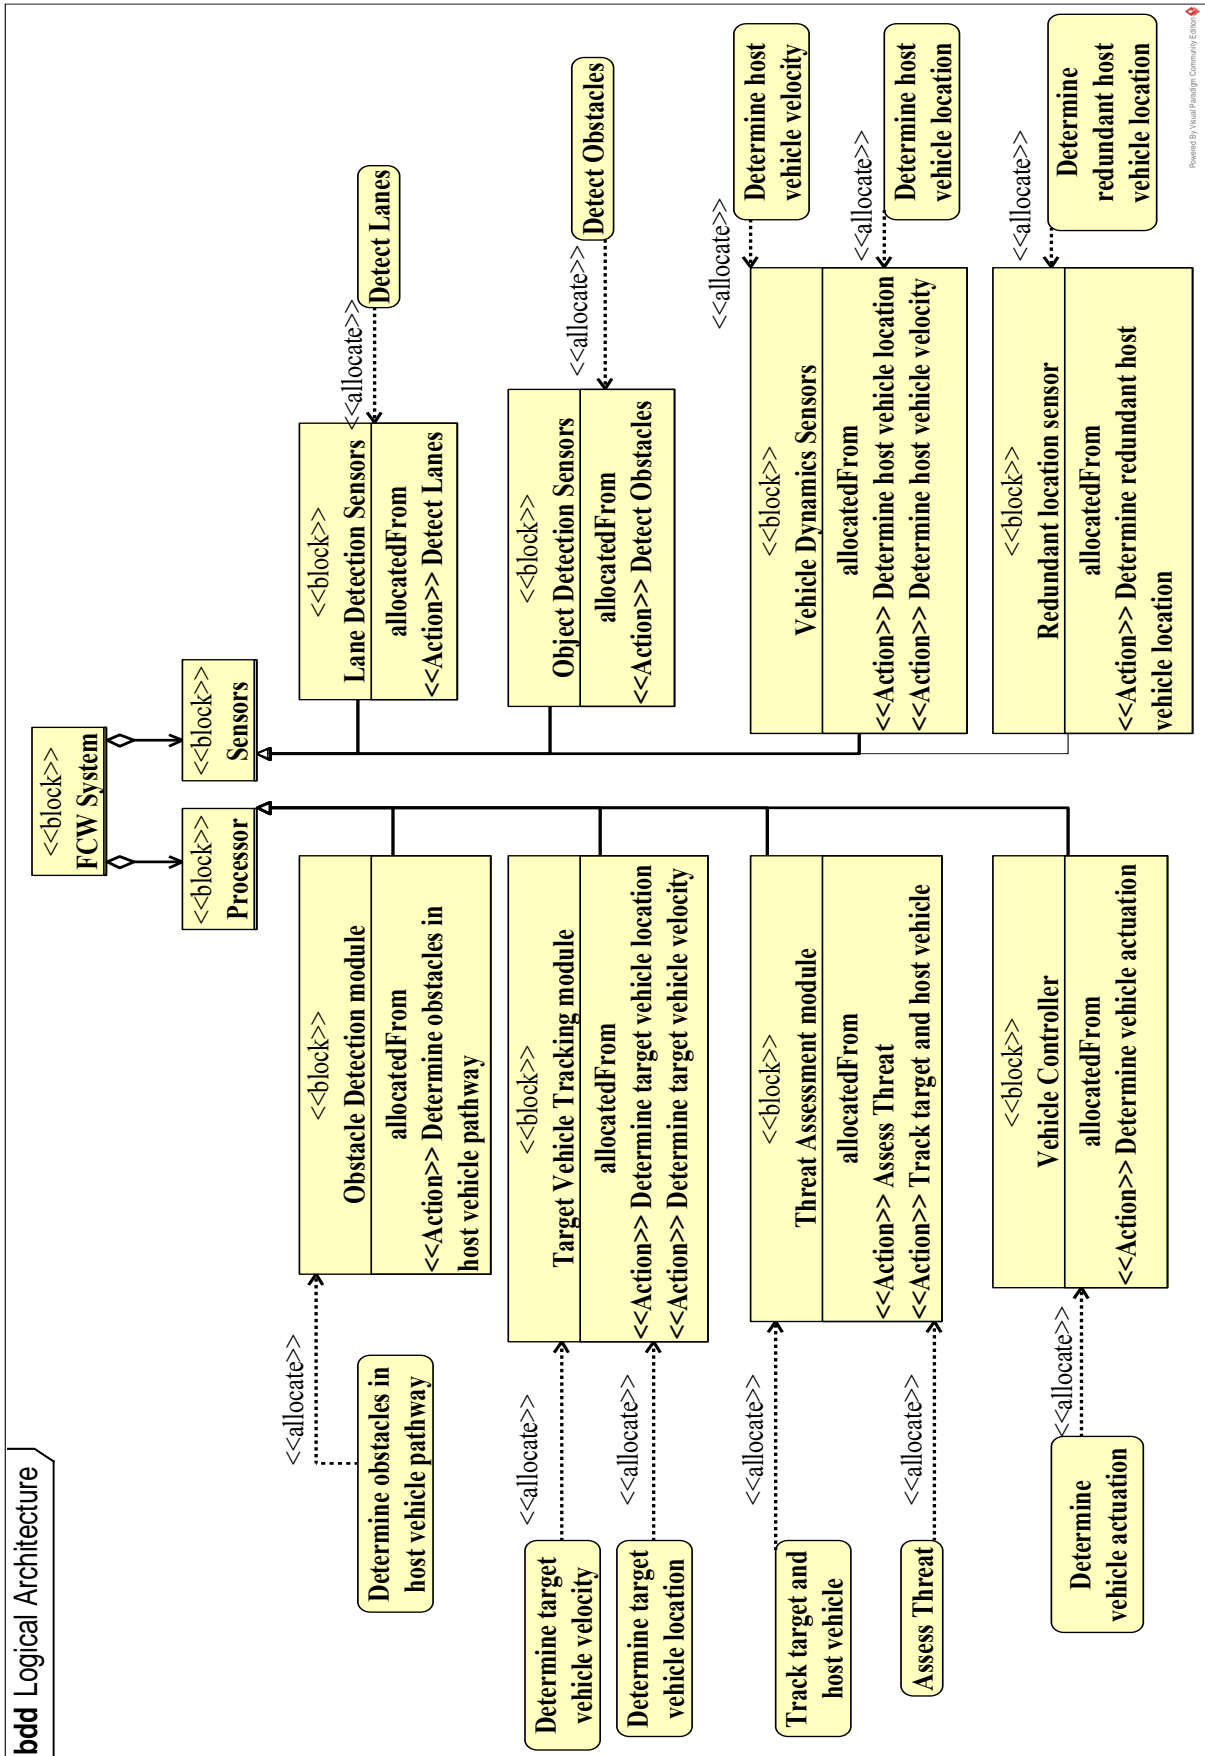 bdd Logical Architecture
<<block>>
FCW System
<<block>>
Processor
<<block>>
Sensors
<<block>>
Obstacle Detection module
allocatedFrom
<<Action>> Determine obstacles in
host vehicle pathway
<<allocate>>
Determine obstacles in
host vehicle pathway
<<block>>
Target Vehicle Tracking module
allocatedFrom
<<Action>> Determine target vehicle location
<<Action>> Determine target vehicle velocity
<<allocate>>
Determine target
vehicle velocity
<<allocate>>
Determine target
vehicle location
<<block>>
Threat Assessment module
allocatedFrom
<<Action>> Assess Threat
<<Action>> Track target and host vehicle
<<allocate>>
Track target and
host vehicle
<<allocate>>
Assess Threat
<<block>>
Vehicle Controller
allocatedFrom
<<Action>> Determine vehicle actuation
<<allocate>>
Determine
vehicle actuation
<<block>>
Lane Detection Sensors
allocatedFrom
<<Action>> Detect Lanes
<<allocate>>
Detect Lanes
<<block>>
Object Detection Sensors
allocatedFrom
<<Action>> Detect Obstacles
<<allocate>>
Detect Obstacles
<<block>>
Vehicle Dynamics Sensors
allocatedFrom
<<Action>> Determine host vehicle location
<<Action>> Determine host vehicle velocity
<<allocate>>
Determine host
vehicle velocity
<<allocate>>
Determine host
vehicle location
<<block>>
Redundant location sensor
allocatedFrom
<<Action>> Determine redundant host
vehicle location
<<allocate>>
Determine
redundant host
vehicle location
Powered By Visual Paradigm Community Edition